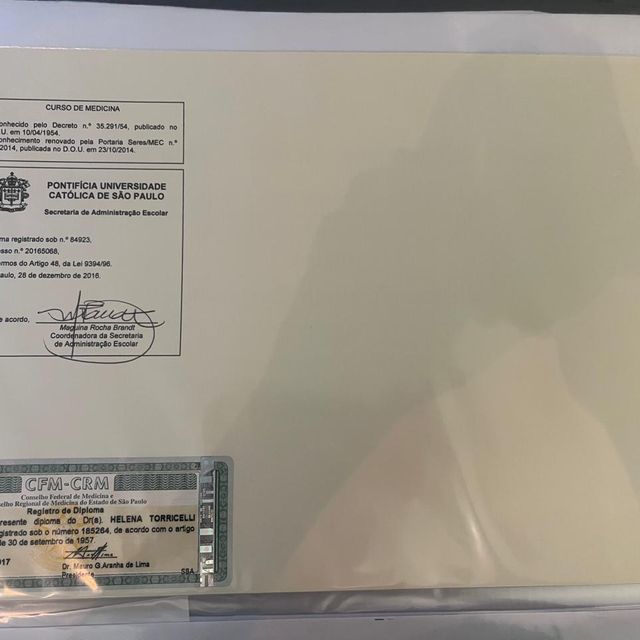 CURSO DE MEDICINA
onhecido pelo Decreto n.º 35.291/54, publicado no
U. em 10/04/1954.
onhecimento renovado pela Portaria Seres/MEC n.º
2014, publicada no D.O.U. em 23/10/2014.
PONTIFÍCIA UNIVERSIDADE
CATÓLICA DE SÃO PAULO
Secretaria de Administração Escolar
ma registrado sob n.º 84923,
esso n.º 20165068,
ermos do Artigo 48, da Lei 9394/96.
aulo, 28 de dezembro de 2016.
e acordo,
Maguina Rocha Brandt
Coordenadora da Secretaria
de Administração Escolar
CFM-CRM
Conselho Federal de Medicina e
selho Regional de Medicina do Estado de São Paulo
Registro de Diploma
presente diploma do Dr(a). HELENA TORRICELLI
egistrado sob o número 185264, de acordo com o artigo
de 30 de setembro de 1957.
017
Dr. Mauro G.Aranha de Lima
Presidente
SBA